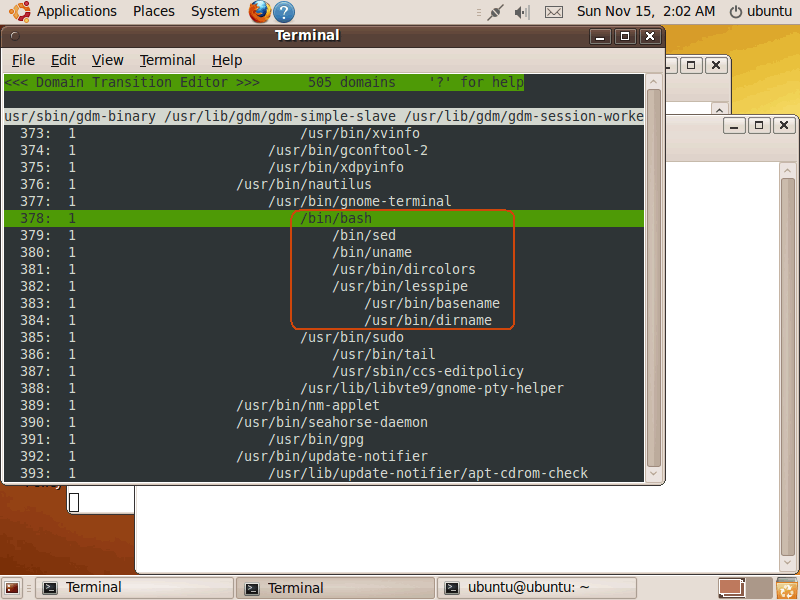 Applications Places System ? Sun Nov 15, 2:02 AM ubuntu
Terminal
File Edit View Terminal Help
<<< Domain Transition Editor >>> 505 domains '?' for help
usr/sbin/gdm-binary /usr/lib/gdm/gdm-simple-slave /usr/lib/gdm/gdm-session-worke
373: 1 /usr/bin/xvinfo
374: 1 /usr/bin/gconftool-2
375: 1 /usr/bin/xdpyinfo
376: 1 /usr/bin/nautilus
377: 1 /usr/bin/gnome-terminal
378: 1 /bin/bash
379: 1 /bin/sed
380: 1 /bin/uname
381: 1 /usr/bin/dircolors
382: 1 /usr/bin/lesspipe
383: 1 /usr/bin/basename
384: 1 /usr/bin/dirname
385: 1 /usr/bin/sudo
386: 1 /usr/bin/tail
387: 1 /usr/sbin/ccs-editpolicy
388: 1 /usr/lib/libvte9/gnome-pty-helper
389: 1 /usr/bin/nm-applet
390: 1 /usr/bin/seahorse-daemon
391: 1 /usr/bin/gpg
392: 1 /usr/bin/update-notifier
393: 1 /usr/lib/update-notifier/apt-cdrom-check
Terminal Terminal ubuntu@ubuntu: ~